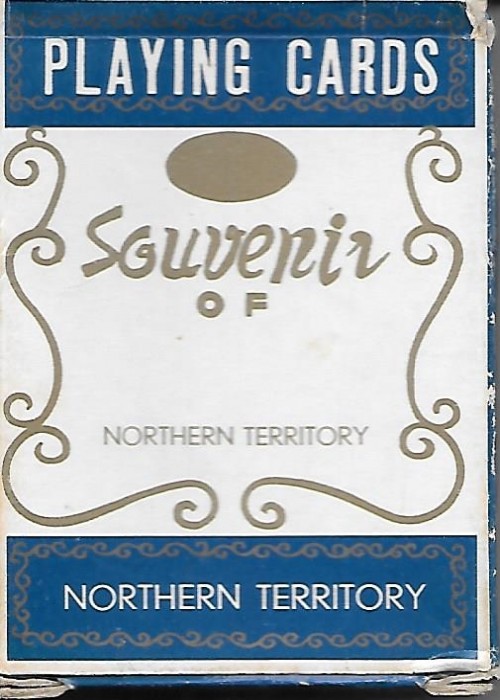 PLAYING CARDS
Souvenir
OF
NORTHERN TERRITORY
NORTHERN TERRITORY